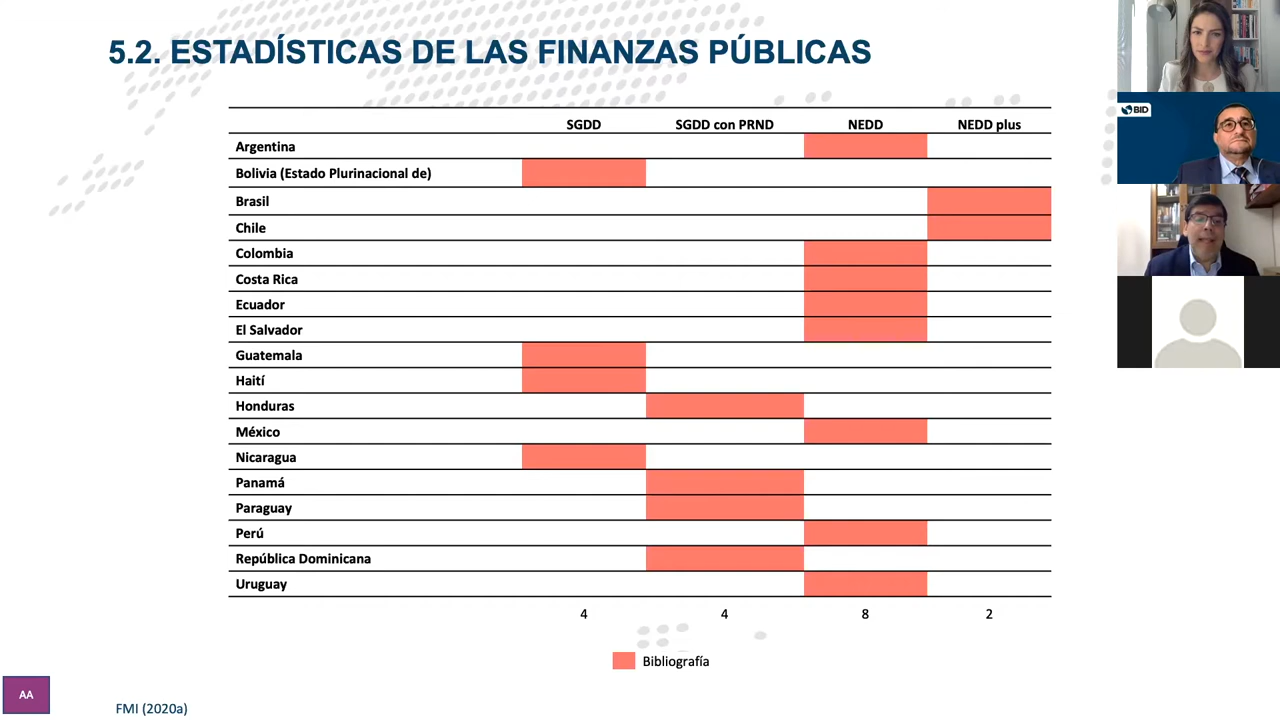 5.2. ESTADÍSTICAS DE LAS FINANZAS PÚBLICAS
SGDD SGDD con PRND NEDD NEDD plus
Argentina
Bolivia (Estado Plurinacional de)
Brasil
Chile
Colombia
Costa Rica
Ecuador
El Salvador
Guatemala
Haití
Honduras
México
Nicaragua
Panamá
Paraguay
Perú
República Dominicana
Uruguay
4 4 8 2
Bibliografía
AA
FMI (2020a)
BID